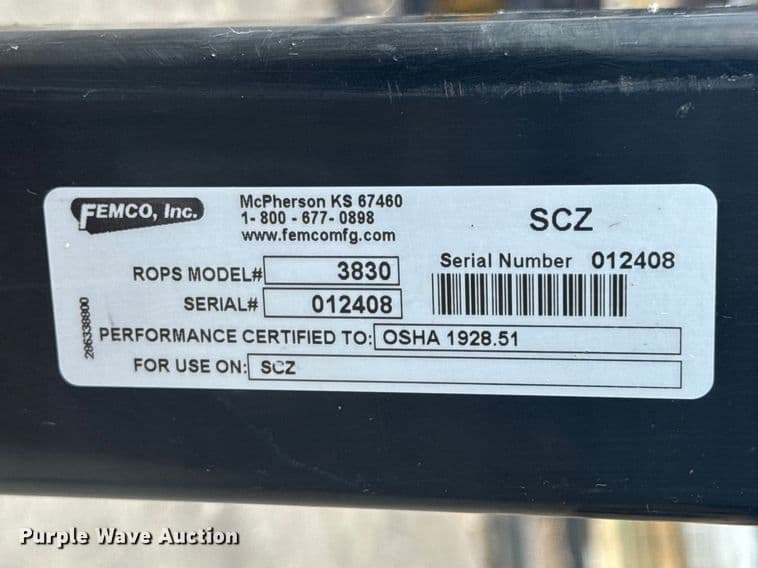 FEMCO, Inc.
McPherson KS 67460
1- 800 - 677- 0898
www.femcomfg.com
SCZ
ROPS MODEL# 3830
Serial Number 012408
SERIAL# 012408
PERFORMANCE CERTIFIED TO: OSHA 1928.51
FOR USE ON: SCZ
286338800
Purple Wave Auction